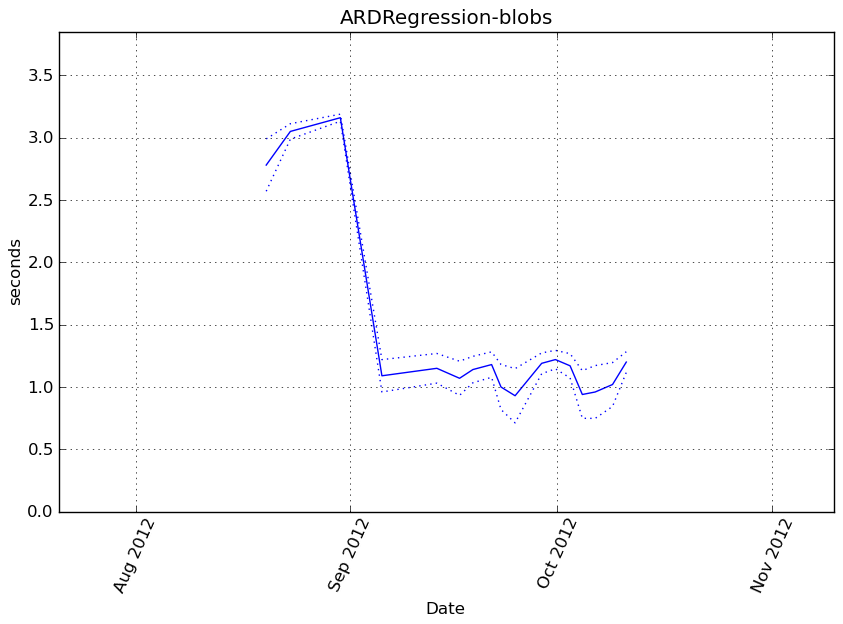 ARDRegression-blobs
3.5
3.0
2.5
2.0
1.5
1.0
0.5
0.0
seconds
Aug 2012
Sep 2012
Oct 2012
Nov 2012
Date